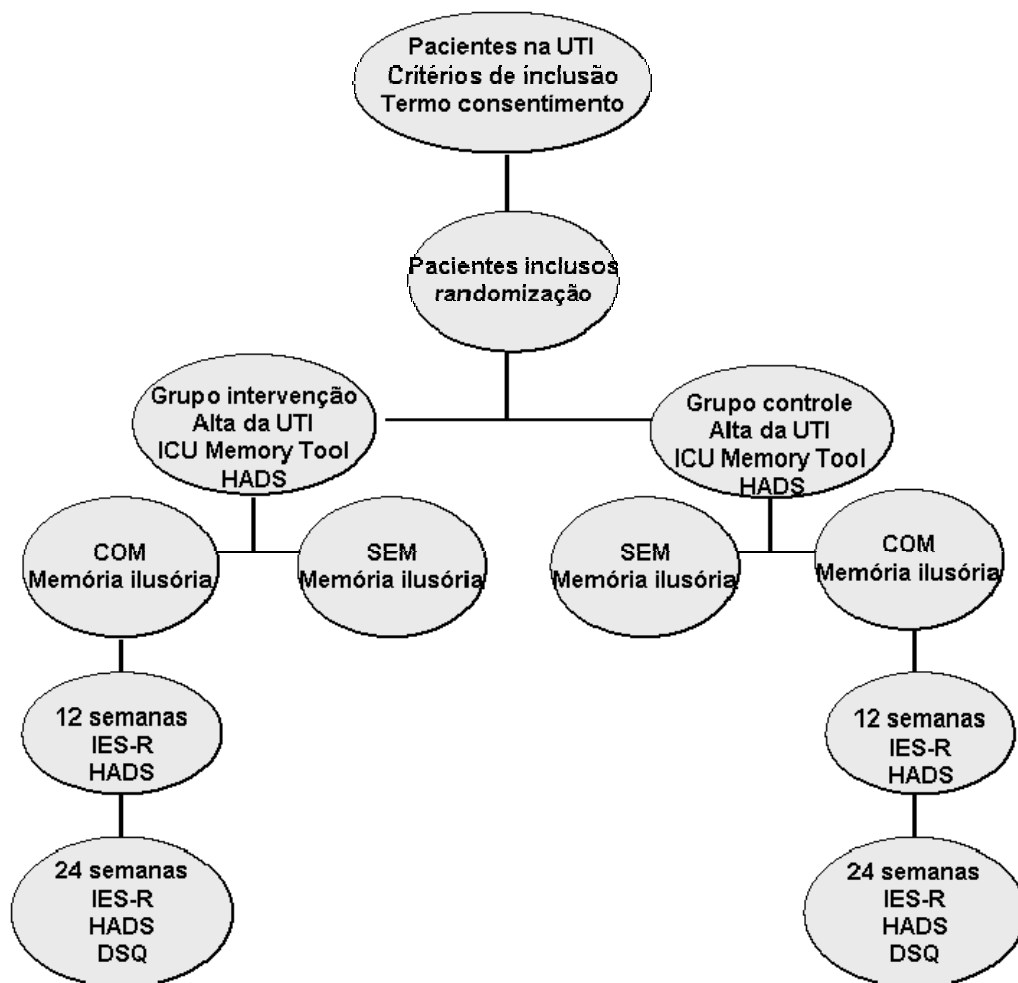 Pacientes na UTI
Critérios de inclusão
Termo consentimento
Pacientes inclusos
randomização
Grupo intervenção
Alta da UTI
ICU Memory Tool
HADS
Grupo controle
Alta da UTI
ICU Memory Tool
HADS
COM
Memória ilusória
SEM
Memória ilusória
SEM
Memória ilusória
COM
Memória ilusória
12 semanas
IES-R
HADS
12 semanas
IES-R
HADS
24 semanas
IES-R
HADS
DSQ
24 semanas
IES-R
HADS
DSQ